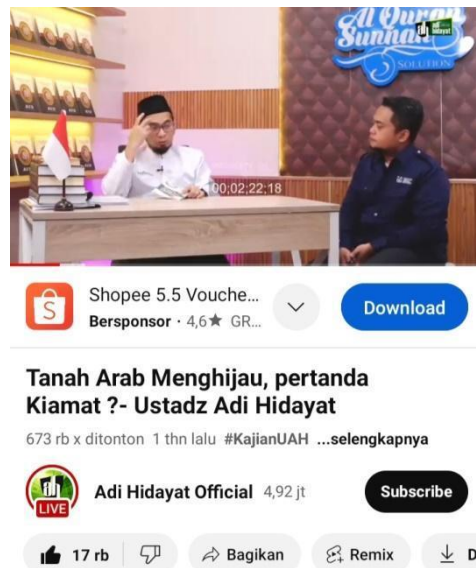 Al Quran
Sunnah
SOLUTION
adi
hidayat
00;02;22;18
Shopee 5.5 Vouche...
Bersponsor · 4,6★ GR...
Download
Tanah Arab Menghijau, pertanda
Kiamat ?- Ustadz Adi Hidayat
673 rb x ditonton 1 thn lalu #KajianUAH ...selengkapnya
LIVE
Adi Hidayat Official 4,92 jt
Subscribe
17 rb
Bagikan
Remix
D